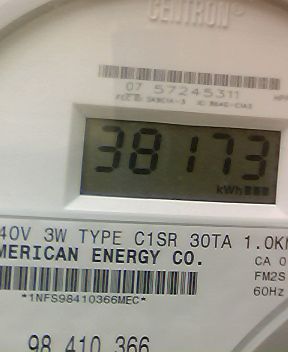 CENTRON®
07 57245311
38173
kWh
40V 3W TYPE C1SR 30TA 1.0K
MERICAN ENERGY CO.
CA 0
FM2S
60Hz
*1NFS98410366MEC*
98 410 366